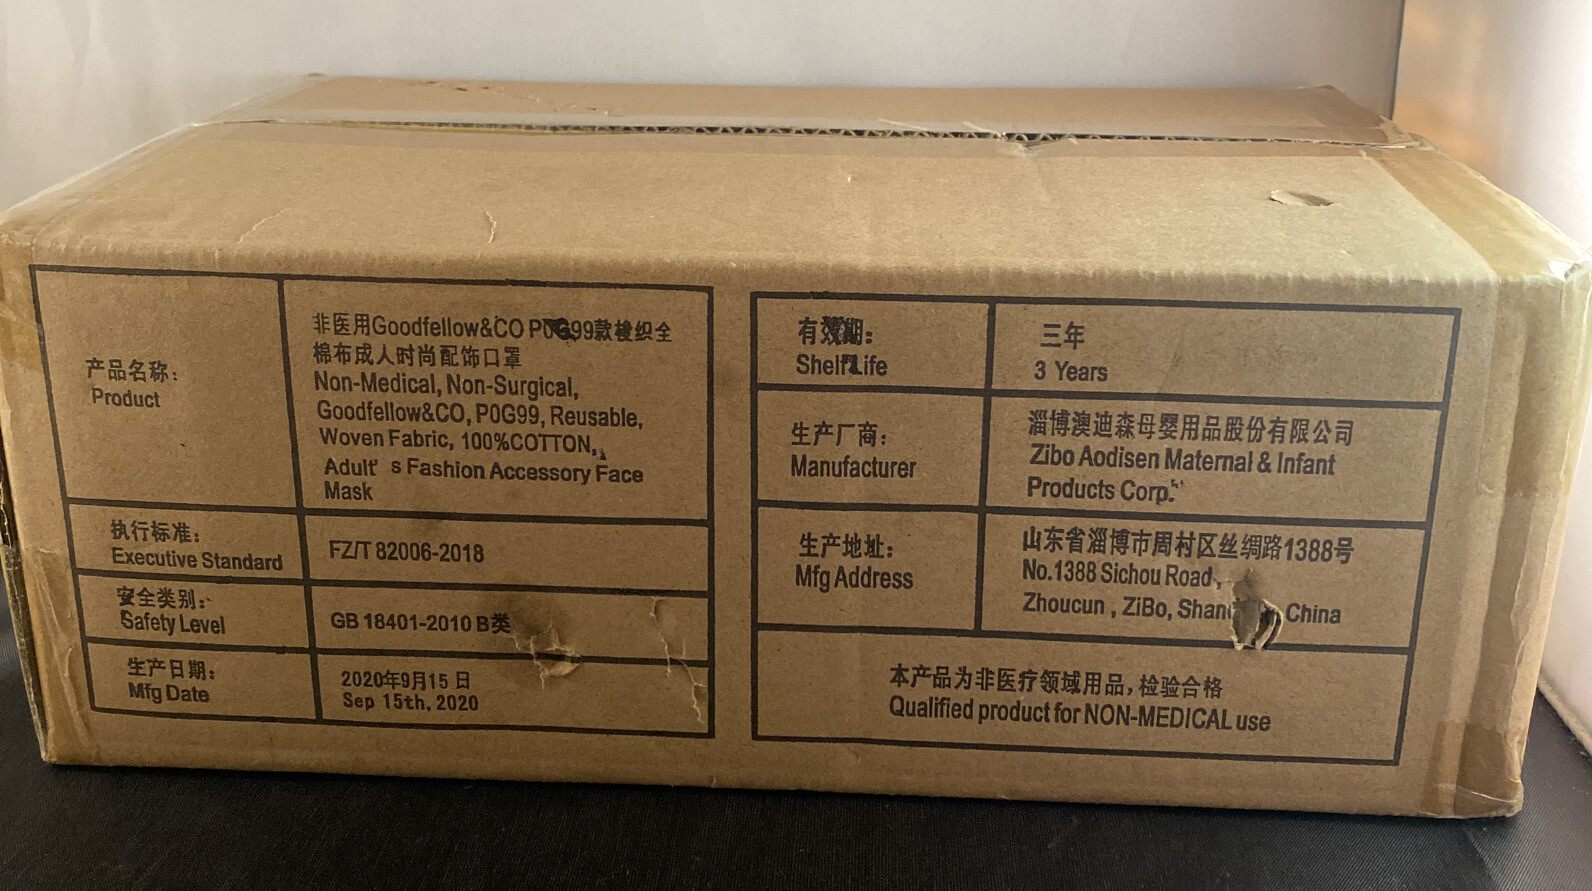 产品名称：
Product
非医用Goodfellow&CO P0G99款梭织全
棉布成人时尚配饰口罩
Non-Medical, Non-Surgical,
Goodfellow&CO, P0G99, Reusable,
Woven Fabric, 100%COTTON,
Adult's Fashion Accessory Face
Mask
执行标准：
Executive Standard
FZ/T 82006-2018
安全类别：
Safety Level
GB 18401-2010 B类
生产日期：
Mfg Date
2020年9月15日
Sep 15th, 2020
有效期：
Shelf Life
三年
3 Years
生产厂商：
Manufacturer
淄博澳迪森母婴用品股份有限公司
Zibo Aodisen Maternal & Infant
Products Corp.
生产地址：
Mfg Address
山东省淄博市周村区丝绸路1388号
No.1388 Sichou Road,
Zhoucun, ZiBo, China
本产品为非医疗领域用品，检验合格
Qualified product for NON-MEDICAL use